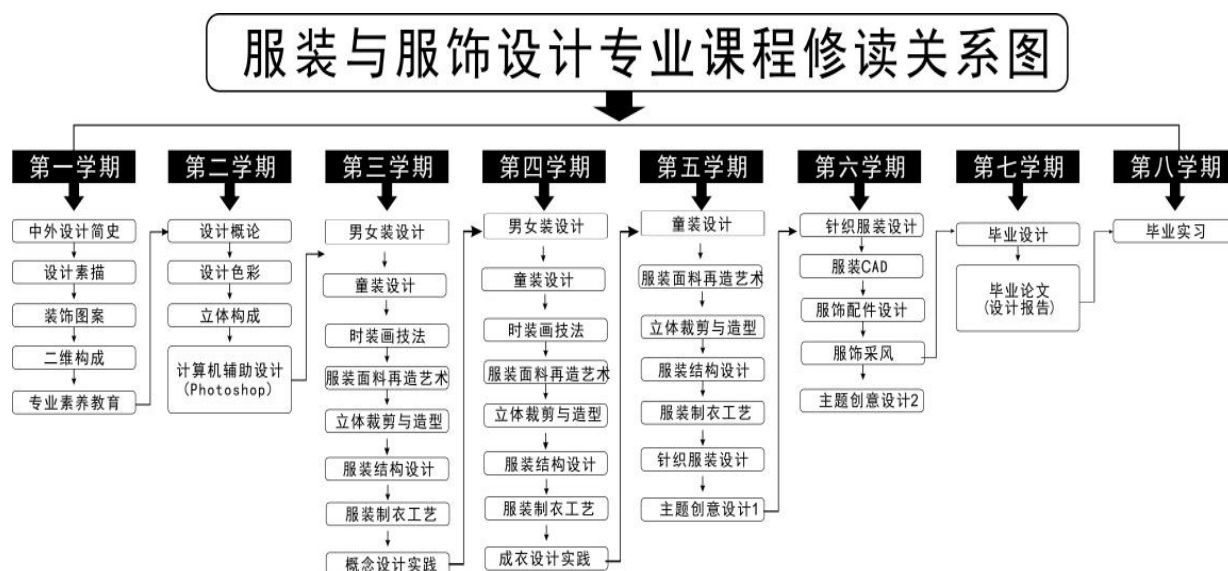 服装与服饰设计专业课程修读关系图
第一学期
中外设计简史
设计素描
装饰图案
二维构成
专业素养教育
第二学期
设计概论
设计色彩
立体构成
计算机辅助设计
(Photoshop)
第三学期
男女装设计
童装设计
时装画技法
服装面料再造艺术
立体裁剪与造型
服装结构设计
服装制衣工艺
概念设计实践
第四学期
男女装设计
童装设计
时装画技法
服装面料再造艺术
立体裁剪与造型
服装结构设计
服装制衣工艺
成衣设计实践
第五学期
童装设计
服装面料再造艺术
立体裁剪与造型
服装结构设计
服装制衣工艺
针织服装设计
主题创意设计1
第六学期
针织服装设计
服装CAD
服饰配件设计
服饰采风
主题创意设计2
第七学期
毕业设计
毕业论文
(设计报告)
第八学期
毕业实习